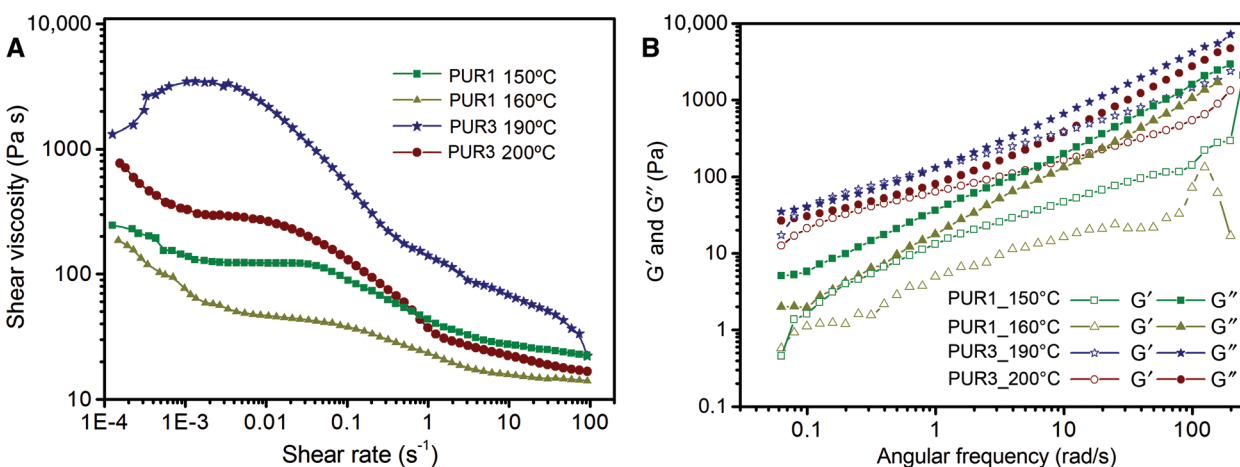 A
Shear viscosity (Pa s)
10,000
1000
100
10
1E-4 1E-3 0.01 0.1 1 10 100
Shear rate (s⁻¹)
PUR1 150ºC
PUR1 160ºC
PUR3 190ºC
PUR3 200ºC
B
G′ and G″ (Pa)
10,000
1000
100
10
1
0.1
0.1 1 10 100
Angular frequency (rad/s)
PUR1_150°C G′ G″
PUR1_160°C G′ G″
PUR3_190°C G′ G″
PUR3_200°C G′ G″